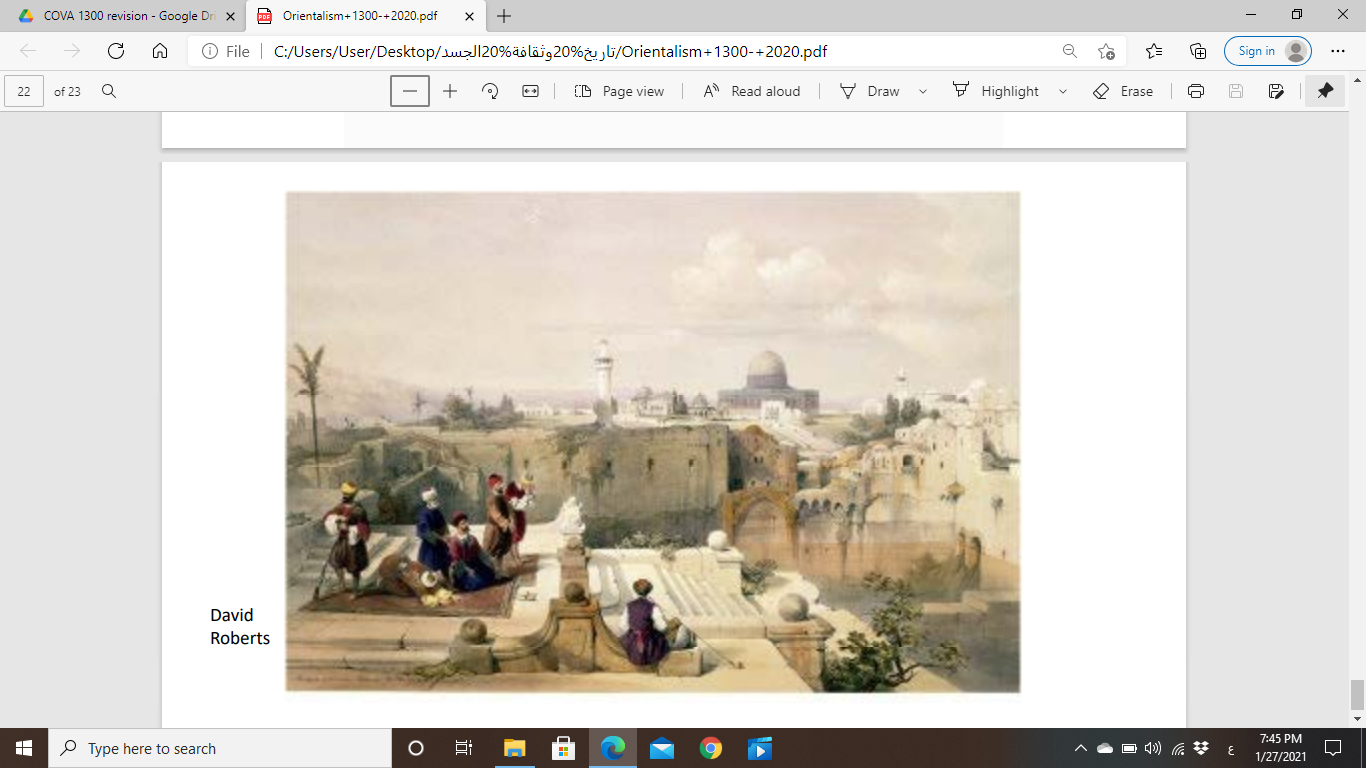 COVA 1300 revision - Google Dri
Orientalism+1300-+2020.pdf
File
C:/Users/User/Desktop/تاريخ%20وثقافة%20الجسد/Orientalism+1300-+2020.pdf
Sign in
22 of 23
Page view
Read aloud
Draw
Highlight
Erase
David
Roberts
Type here to search
ع
7:45 PM
1/27/2021